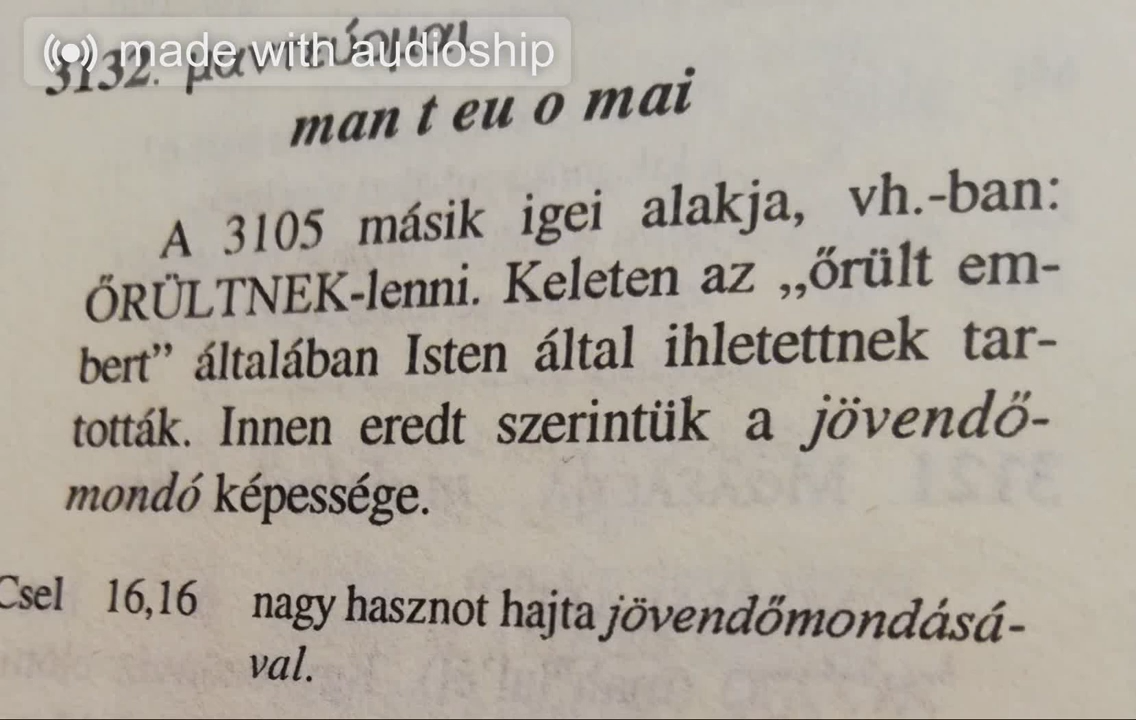 made with audioship
3132. μαντεύομαι
man t eu o mai
A 3105 másik igei alakja, vh.-ban:
ŐRÜLTNEK-lenni. Keleten az „őrült em-
bert” általában Isten által ihletettnek tar-
tották. Innen eredt szerintük a jövendő-
mondó képessége.
Csel 16,16 nagy hasznot hajta jövendőmondásá-
val.